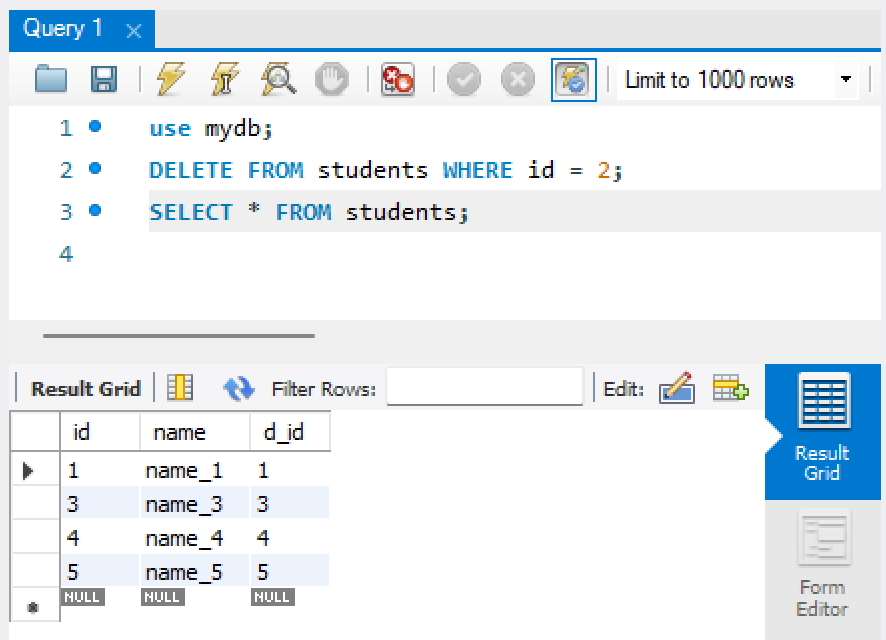 Query 1
Limit to 1000 rows
1 use mydb;
2 DELETE FROM students WHERE id = 2;
3 SELECT * FROM students;
4
Result Grid Filter Rows: Edit:
id name d_id
1 name_1 1
3 name_3 3
4 name_4 4
5 name_5 5
NULL NULL NULL
Result
Grid
Form
Editor